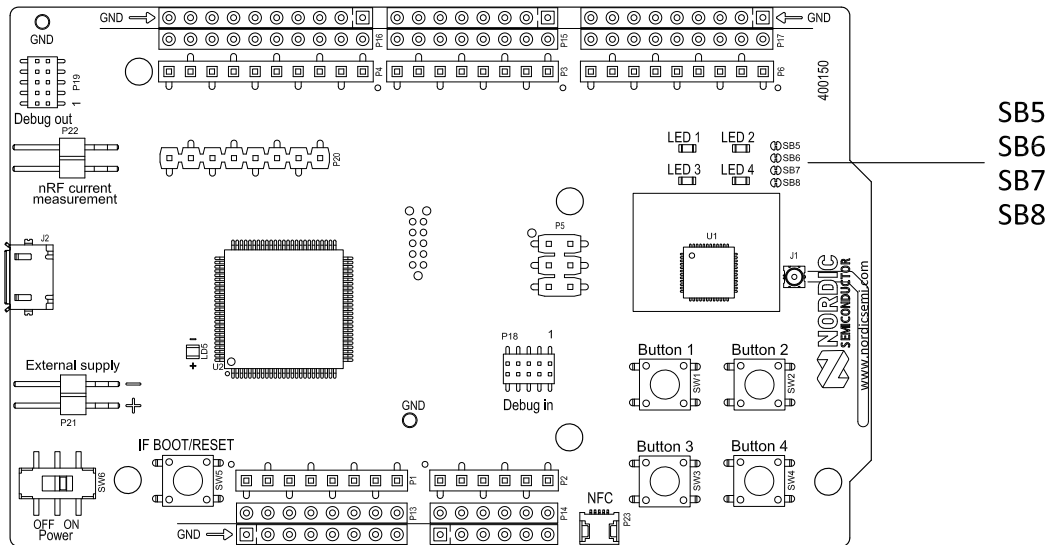 GND
GND
P16
P15
P17
GND
P19
1
Debug out
P4
P3
P6
400150
P22
nRF current
measurement
P20
LED 1
LED 2
SB5
SB6
LED 3
LED 4
SB7
SB8
SB5
SB6
SB7
SB8
J2
P5
U1
J1
NORDIC
SEMICONDUCTOR
www.nordicsemi.com
-
LD5
+
U2
P18
1
Debug in
Button 1
SW1
Button 2
SW2
External supply
-
+
P21
GND
IF BOOT/RESET
SW5
SW6
OFF ON
Power
P1
P2
Button 3
SW3
Button 4
SW4
GND
P13
P14
NFC
P23